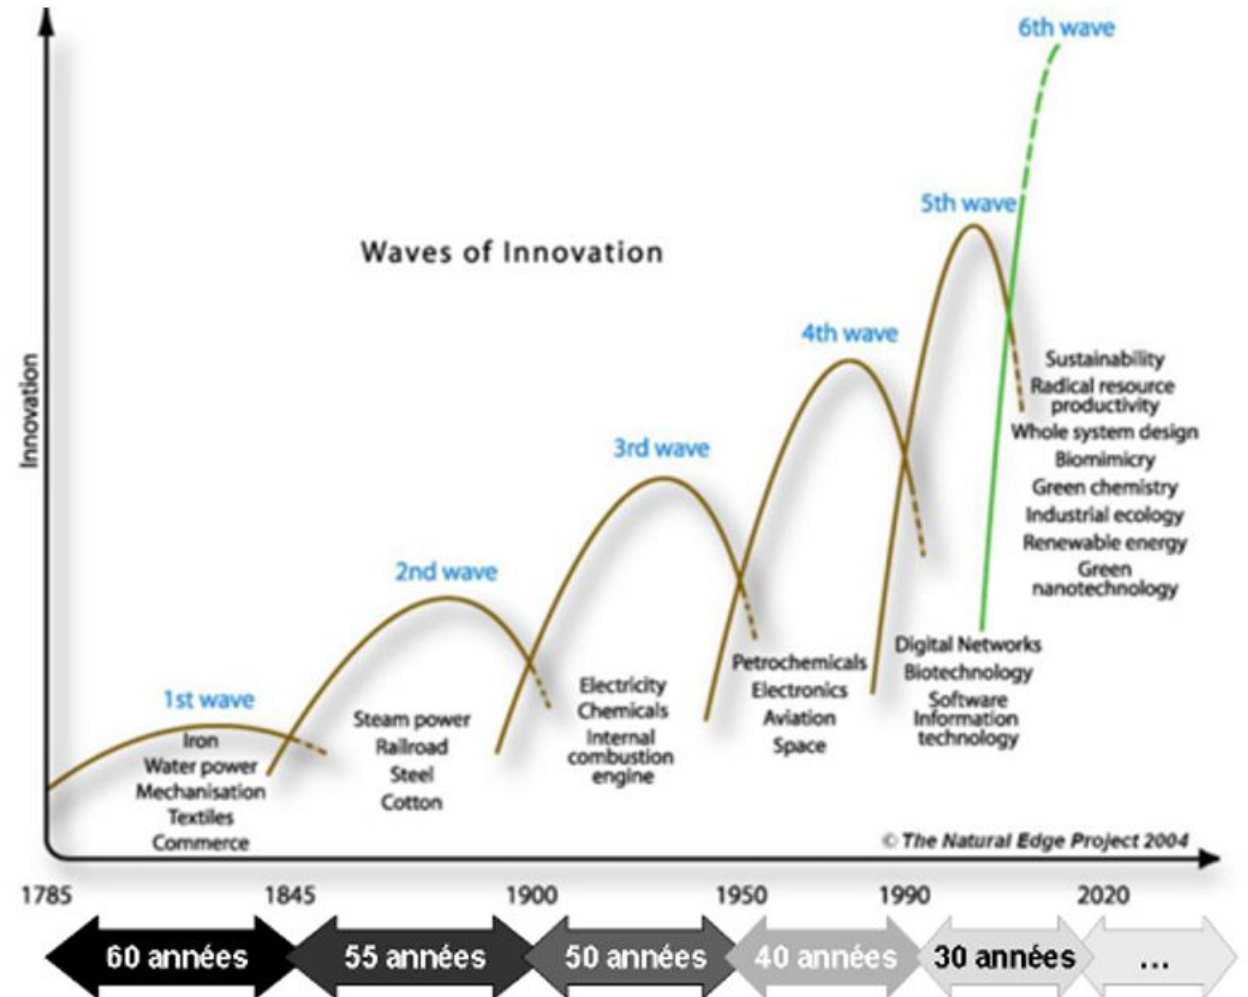 6th wave
5th wave
Waves of Innovation
4th wave
Innovation
Sustainability
Radical resource
productivity
Whole system design
Biomimicry
Green chemistry
Industrial ecology
Renewable energy
Green
nanotechnology
3rd wave
2nd wave
1st wave
Iron
Water power
Mechanisation
Textiles
Commerce
Steam power
Railroad
Steel
Cotton
Electricity
Chemicals
Internal
combustion
engine
Petrochemicals
Electronics
Aviation
Space
Digital Networks
Biotechnology
Software
Information
technology
© The Natural Edge Project 2004
1785 1845 1900 1950 1990 2020
60 années 55 années 50 années 40 années 30 années ...